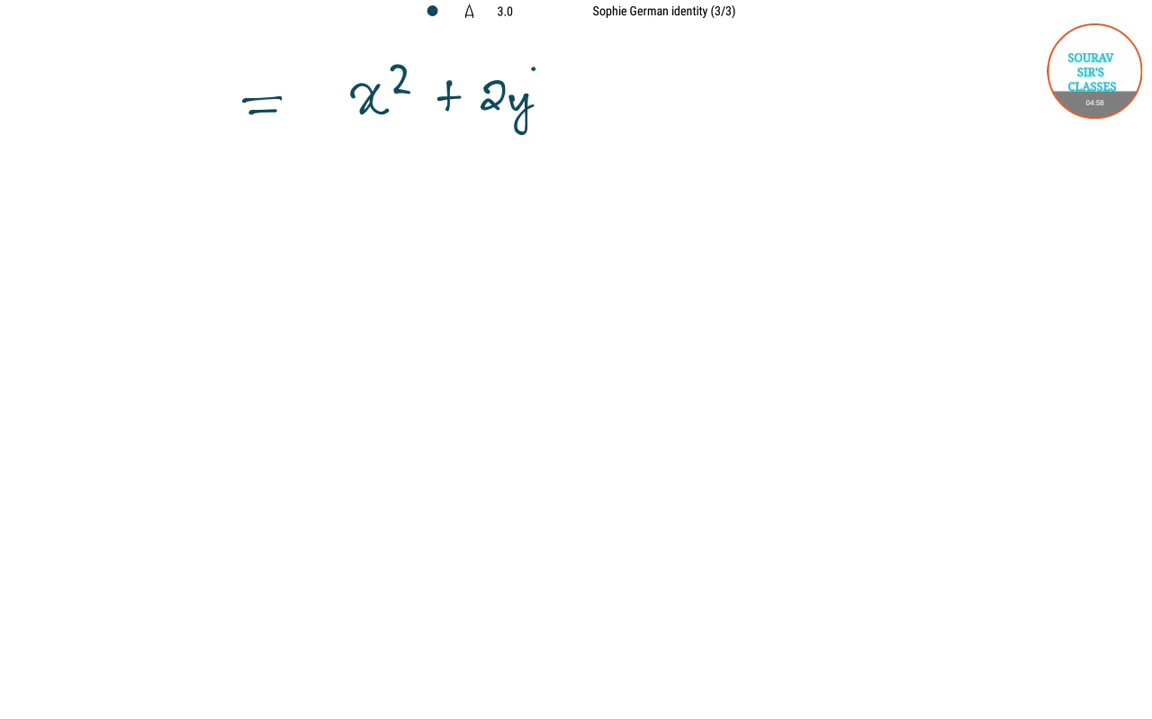 3.0 Sophie German identity (3/3)
SOURAV
SIR'S
CLASSES
04:58
= x² + 2y